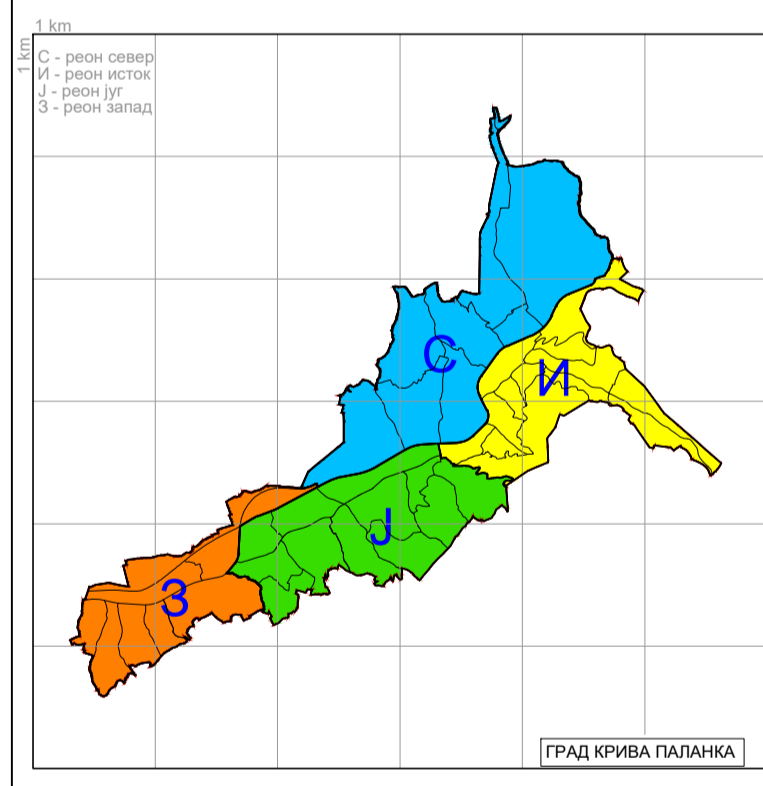 1 km
1 km
С - реон север
И - реон исток
Ј - реон југ
З - реон запад
С
И
Ј
З
ГРАД КРИВА ПАЛАНКА